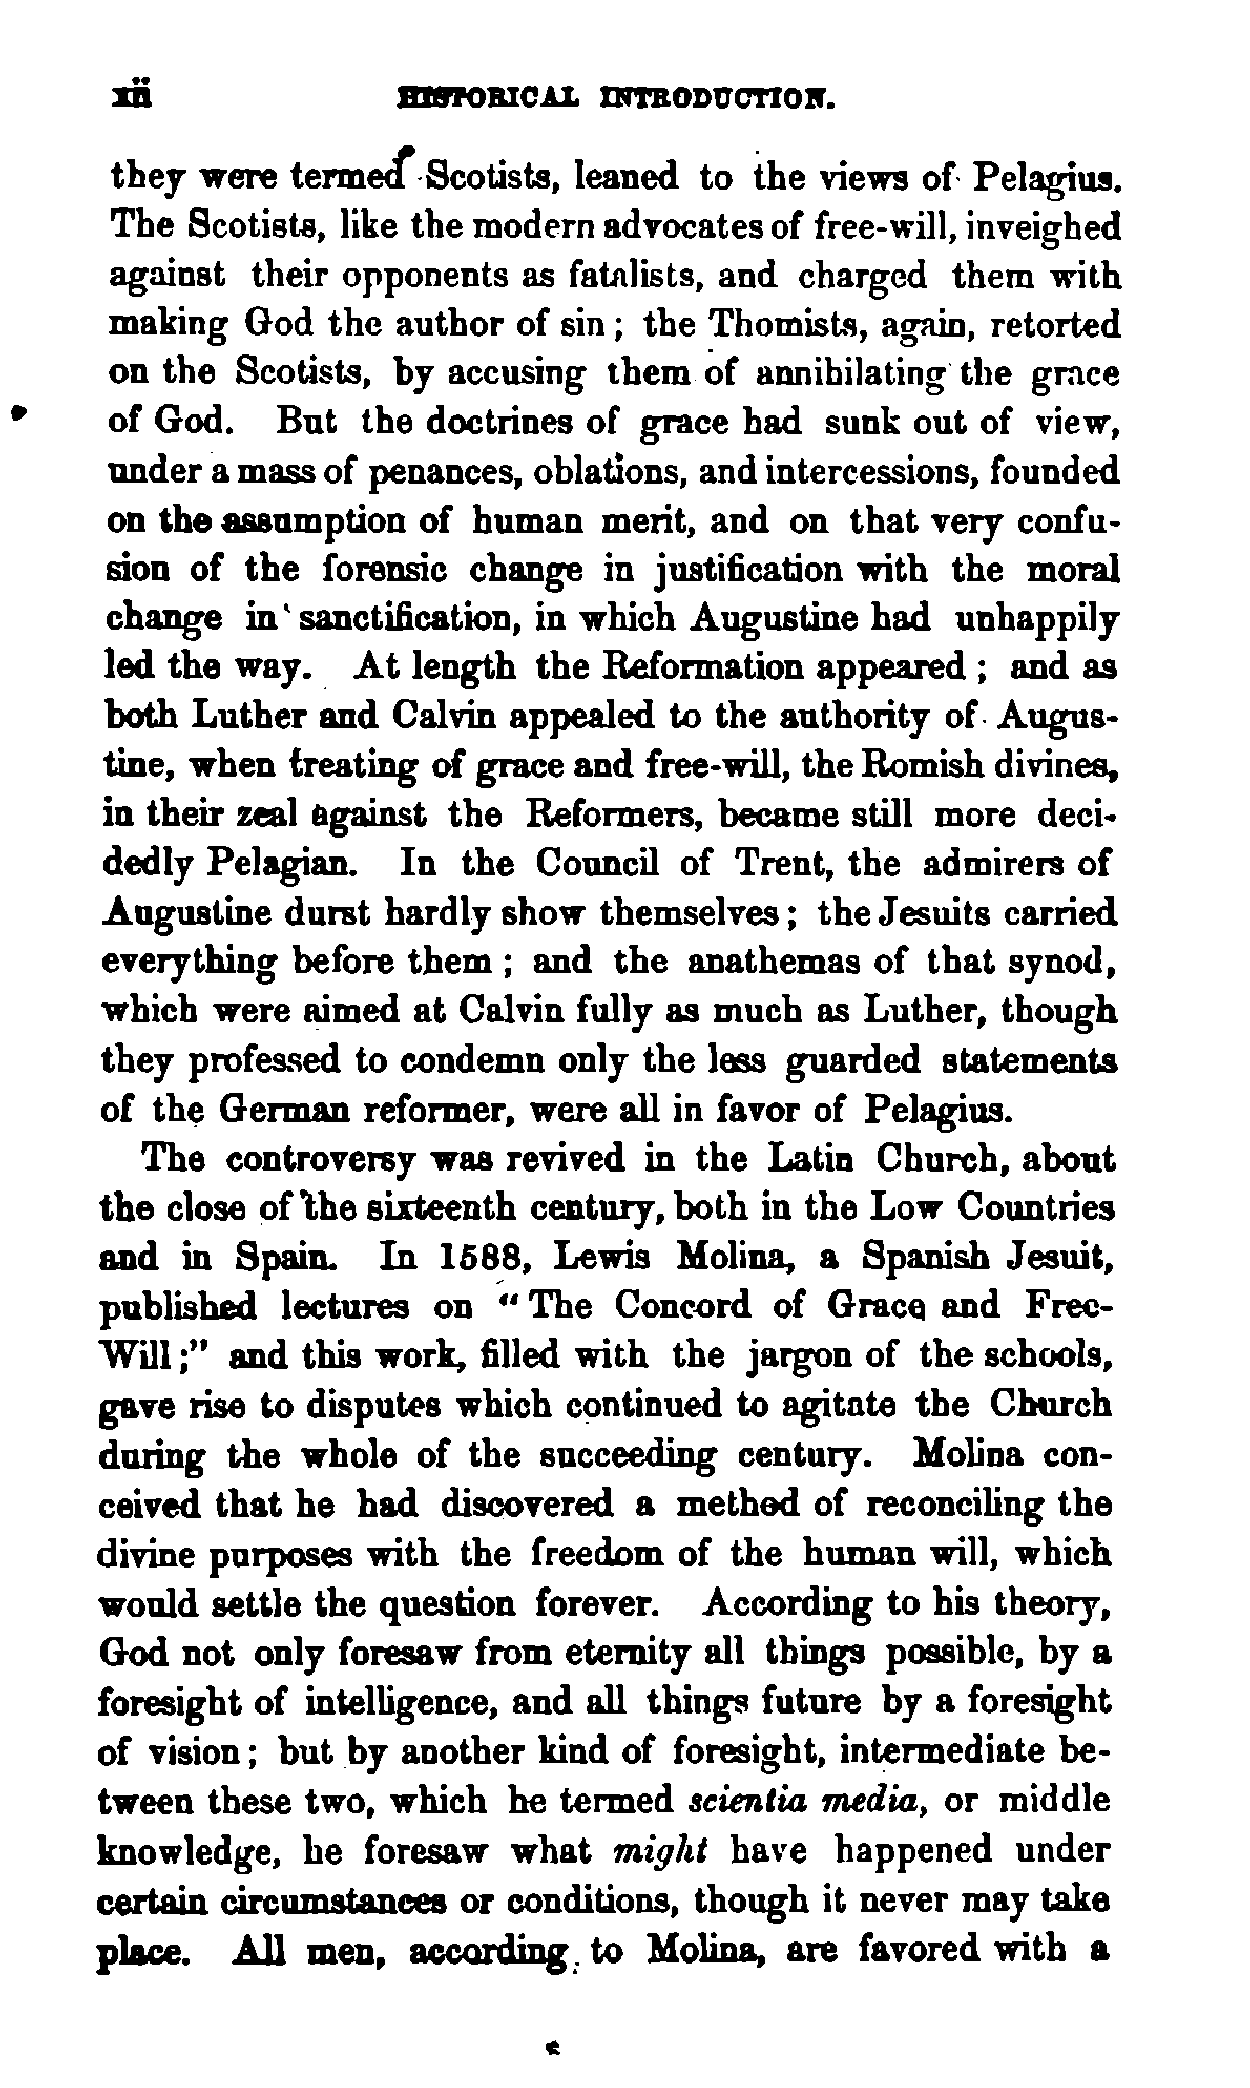 xii HISTORICAL INTRODUCTION.
they were termed Scotists, leaned to the views of Pelagius.
The Scotists, like the modern advocates of free-will, inveighed
against their opponents as fatalists, and charged them with
making God the author of sin; the Thomists, again, retorted
on the Scotists, by accusing them of annihilating the grace
of God. But the doctrines of grace had sunk out of view,
under a mass of penances, oblations, and intercessions, founded
on the assumption of human merit, and on that very confu-
sion of the forensic change in justification with the moral
change in sanctification, in which Augustine had unhappily
led the way. At length the Reformation appeared; and as
both Luther and Calvin appealed to the authority of Augus-
tine, when treating of grace and free-will, the Romish divines,
in their zeal against the Reformers, became still more deci-
dedly Pelagian. In the Council of Trent, the admirers of
Augustine durst hardly show themselves; the Jesuits carried
everything before them; and the anathemas of that synod,
which were aimed at Calvin fully as much as Luther, though
they professed to condemn only the less guarded statements
of the German reformer, were all in favor of Pelagius.
The controversy was revived in the Latin Church, about
the close of the sixteenth century, both in the Low Countries
and in Spain. In 1588, Lewis Molina, a Spanish Jesuit,
published lectures on "The Concord of Grace and Free-
Will;" and this work, filled with the jargon of the schools,
gave rise to disputes which continued to agitate the Church
during the whole of the succeeding century. Molina con-
ceived that he had discovered a method of reconciling the
divine purposes with the freedom of the human will, which
would settle the question forever. According to his theory,
God not only foresaw from eternity all things possible, by a
foresight of intelligence, and all things future by a foresight
of vision; but by another kind of foresight, intermediate be-
tween these two, which he termed scientia media, or middle
knowledge, he foresaw what might have happened under
certain circumstances or conditions, though it never may take
place. All men, according to Molina, are favored with a